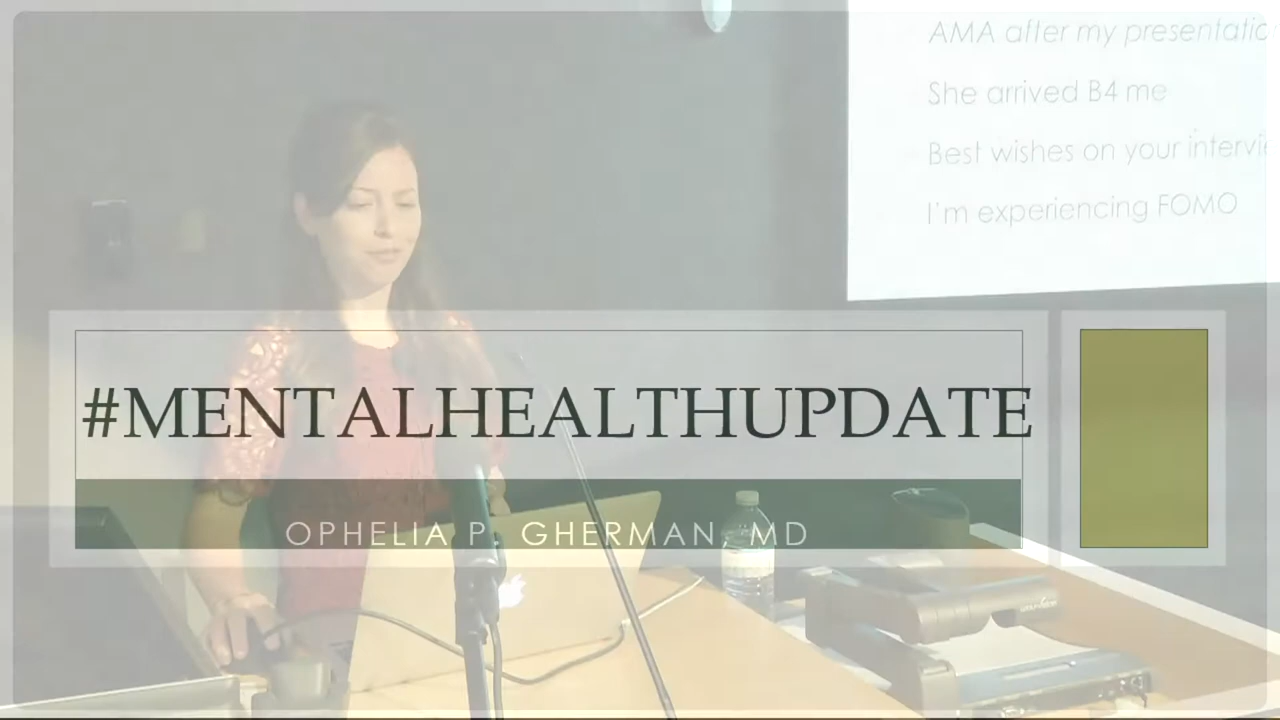 AMA after my presentatio
She arrived B4 me
Best wishes on your intervi
I'm experiencing FOMO
#MENTALHEALTHUPDATE
OPHELIA P. GHERMAN, MD